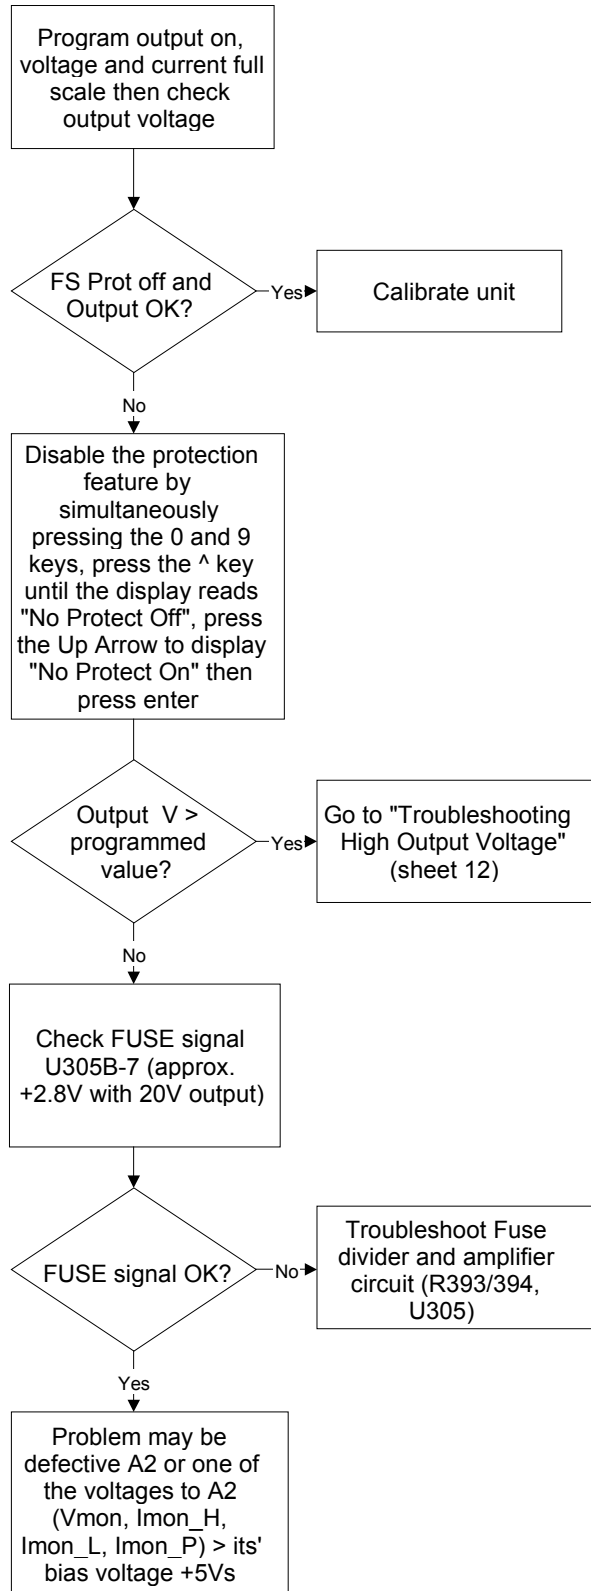 Program output on,
voltage and current full
scale then check
output voltage
FS Prot off and
Output OK?
Yes
Calibrate unit
No
Disable the protection
feature by
simultaneously
pressing the 0 and 9
keys, press the ^ key
until the display reads
"No Protect Off", press
the Up Arrow to display
"No Protect On" then
press enter
Output V >
programmed
value?
Yes
Go to "Troubleshooting
High Output Voltage"
(sheet 12)
No
Check FUSE signal
U305B-7 (approx.
+2.8V with 20V output)
FUSE signal OK?
No
Troubleshoot Fuse
divider and amplifier
circuit (R393/394,
U305)
Yes
Problem may be
defective A2 or one of
the voltages to A2
(Vmon, Imon_H,
Imon_L, Imon_P) > its'
bias voltage +5Vs